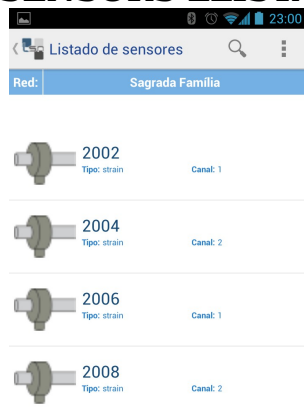 23:00
Listado de sensores
Red: Sagrada Família
2002
Tipo: strain Canal: 1
2004
Tipo: strain Canal: 2
2006
Tipo: strain Canal: 1
2008
Tipo: strain Canal: 2